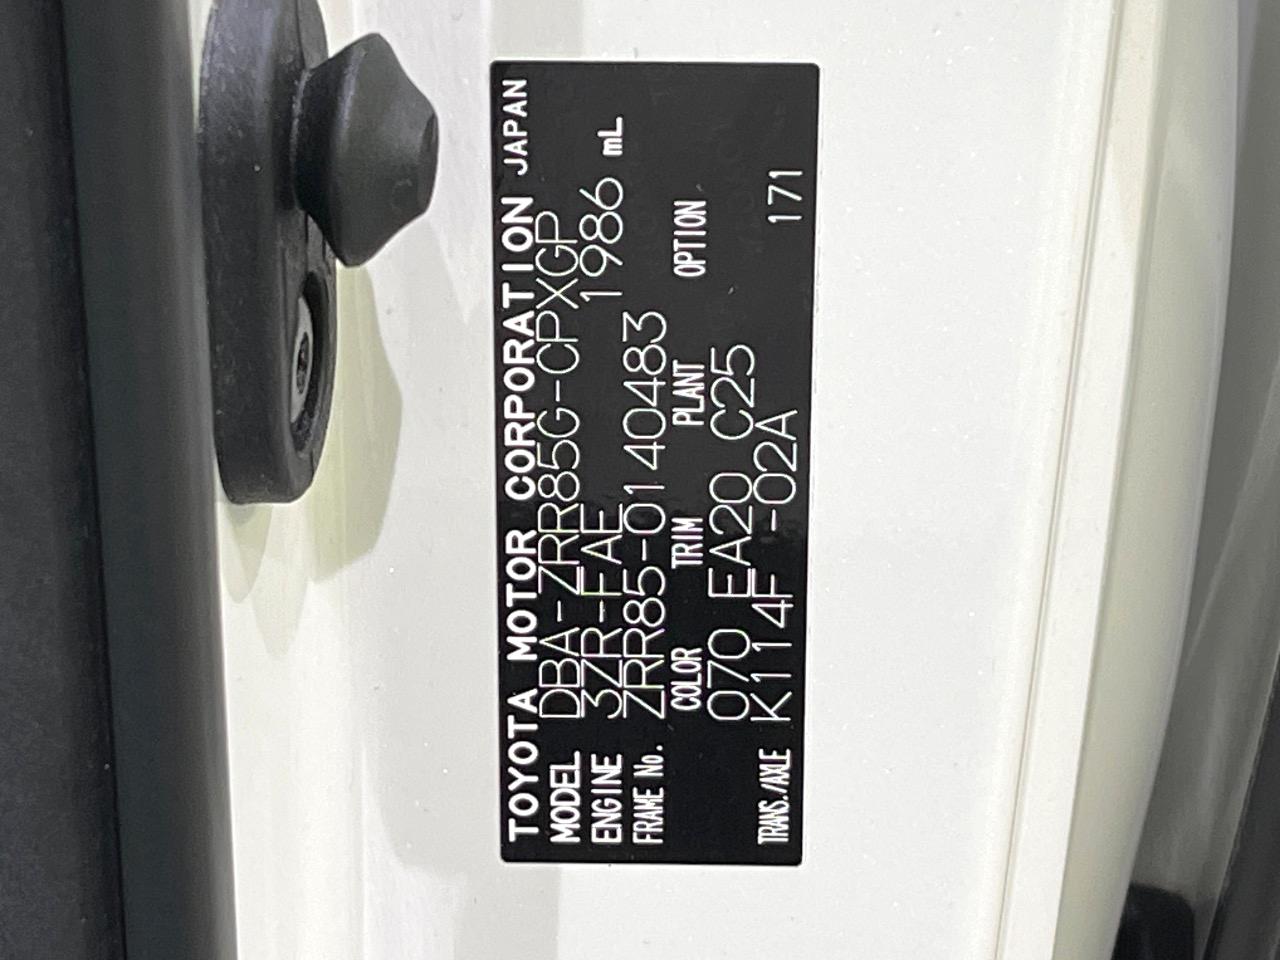 TOYOTA MOTOR CORPORATION JAPAN
MODEL DBA-ZRR85G-CPXGP
ENGINE 3ZR-FAE 1986 mL
FRAME No. ZRR85-0140483
COLOR TRIM PLANT OPTION
070 EA20 C25
TRANS./AXLE K114F -02A 171